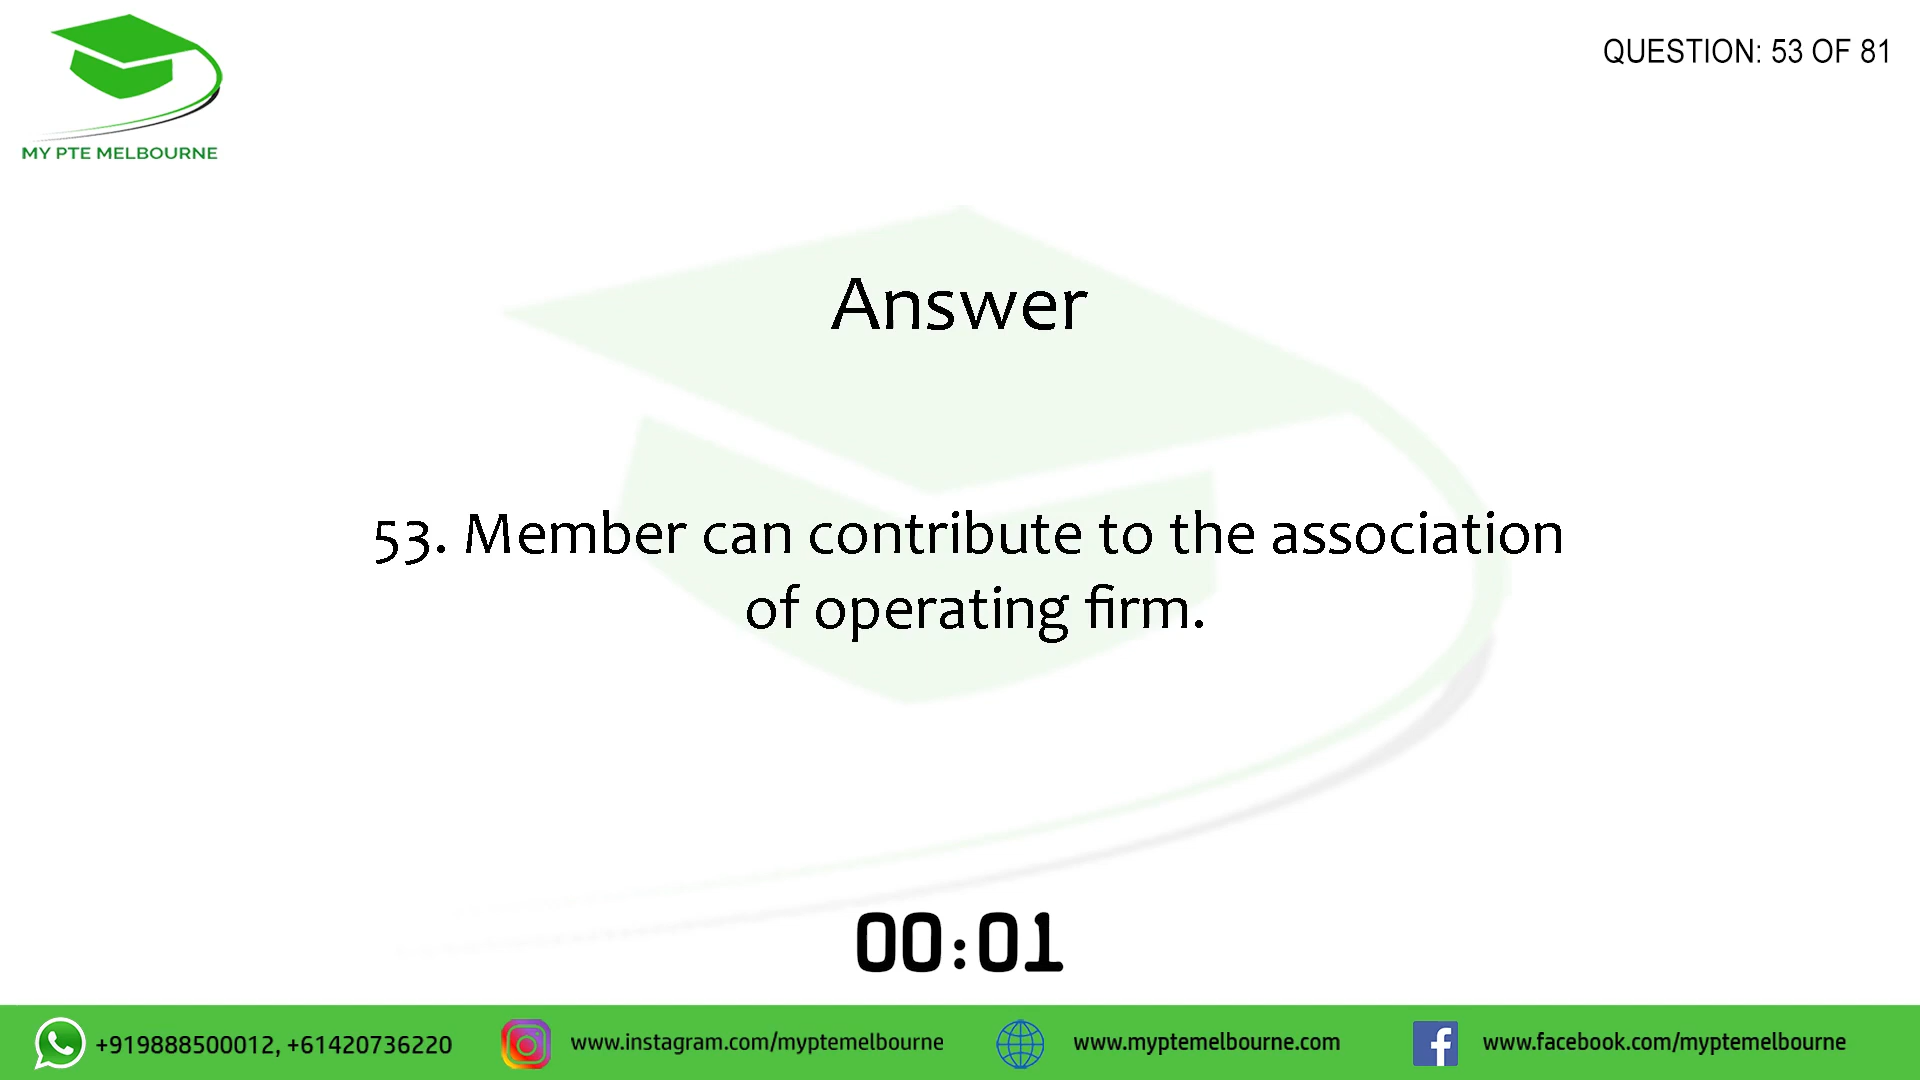 MY PTE MELBOURNE
QUESTION: 53 OF 81
Answer
53. Member can contribute to the association
of operating firm.
00:01
+919888500012, +61420736220
www.instagram.com/myptemelbourne
www.myptemelbourne.com
www.facebook.com/myptemelbourne